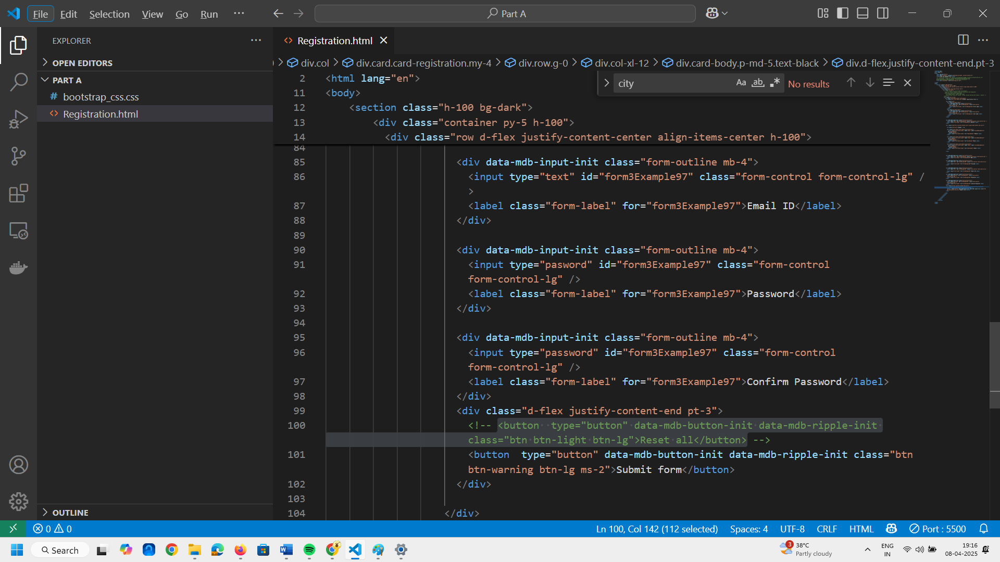 File Edit Selection View Go Run ··· Part A
EXPLORER ···
OPEN EDITORS
PART A
# bootstrap_css.css
<> Registration.html
OUTLINE
<> Registration.html
div.col > div.card.card-registration.my-4 > div.row.g-0 > div.col-xl-12 > div.card-body.p-md-5.text-black > div.d-flex.justify-content-end.pt-3
city Aa ab .* No results
2 <html lang="en">
11 <body>
12 <section class="h-100 bg-dark">
13 <div class="container py-5 h-100">
14 <div class="row d-flex justify-content-center align-items-center h-100">
84
85 <div data-mdb-input-init class="form-outline mb-4">
86 <input type="text" id="form3Example97" class="form-control form-control-lg" /
>
87 <label class="form-label" for="form3Example97">Email ID</label>
88 </div>
89
90 <div data-mdb-input-init class="form-outline mb-4">
91 <input type="pasword" id="form3Example97" class="form-control
form-control-lg" />
92 <label class="form-label" for="form3Example97">Password</label>
93 </div>
94
95 <div data-mdb-input-init class="form-outline mb-4">
96 <input type="password" id="form3Example97" class="form-control
form-control-lg" />
97 <label class="form-label" for="form3Example97">Confirm Password</label>
98 </div>
99 <div class="d-flex justify-content-end pt-3">
100 <!-- <button  type="button" data-mdb-button-init data-mdb-ripple-init
class="btn btn-light btn-lg">Reset all</button> -->
101 <button  type="button" data-mdb-button-init data-mdb-ripple-init class="btn
btn-warning btn-lg ms-2">Submit form</button>
102 </div>
103
104 </div>
0 0 Ln 100, Col 142 (112 selected) Spaces: 4 UTF-8 CRLF HTML Port : 5500
Search
3 38°C
Partly cloudy
ENG
IN
19:16
08-04-2025